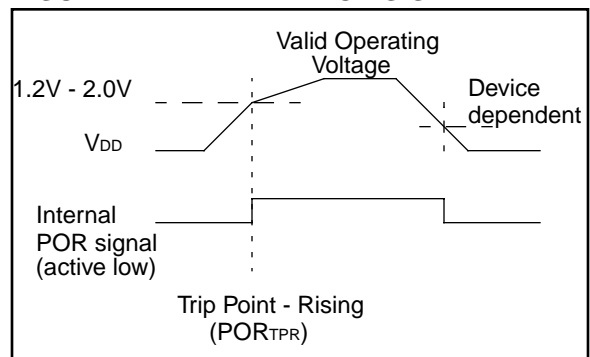 Valid Operating
Voltage
1.2V - 2.0V
Device
dependent
VDD
Internal
POR signal
(active low)
Trip Point - Rising
(PORTPR)